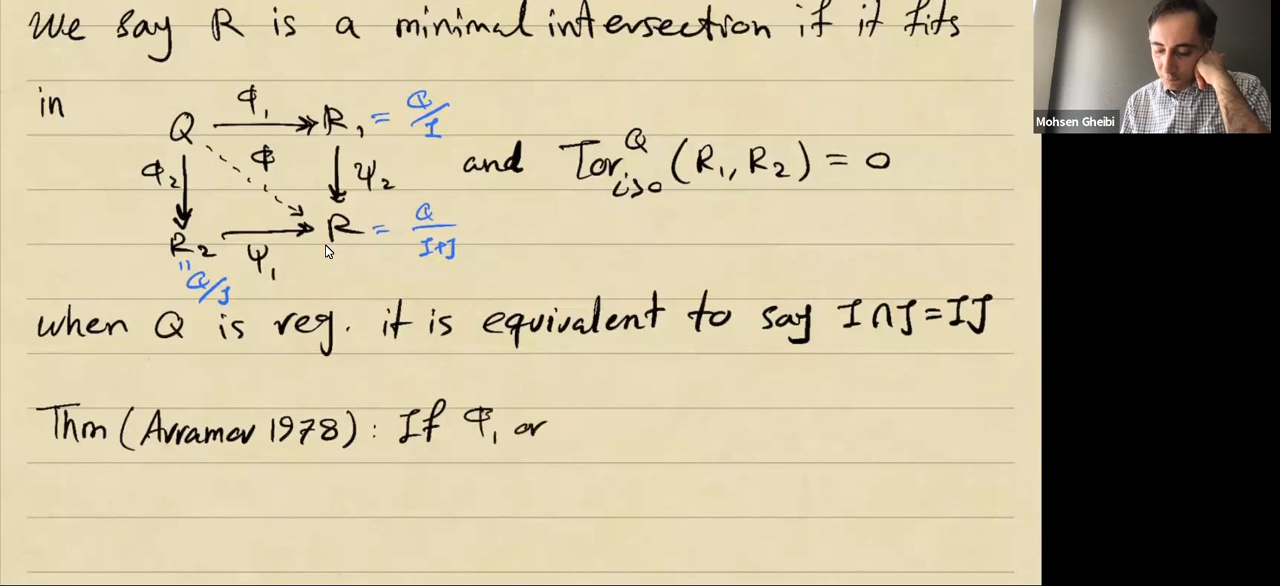 We say R is a minimal intersection if it fits
in
Q ϕ₁ R₁ = Q/I
ϕ₂ ϕ ψ₂ and Tor^Q_{i>0} (R₁, R₂) = 0
R₂ ψ₁ R = Q/I+J
" Q/J
when Q is reg. it is equivalent to say I∩J=IJ
Thm (Avramov 1978): If ϕ₁ or
Mohsen Gheibi